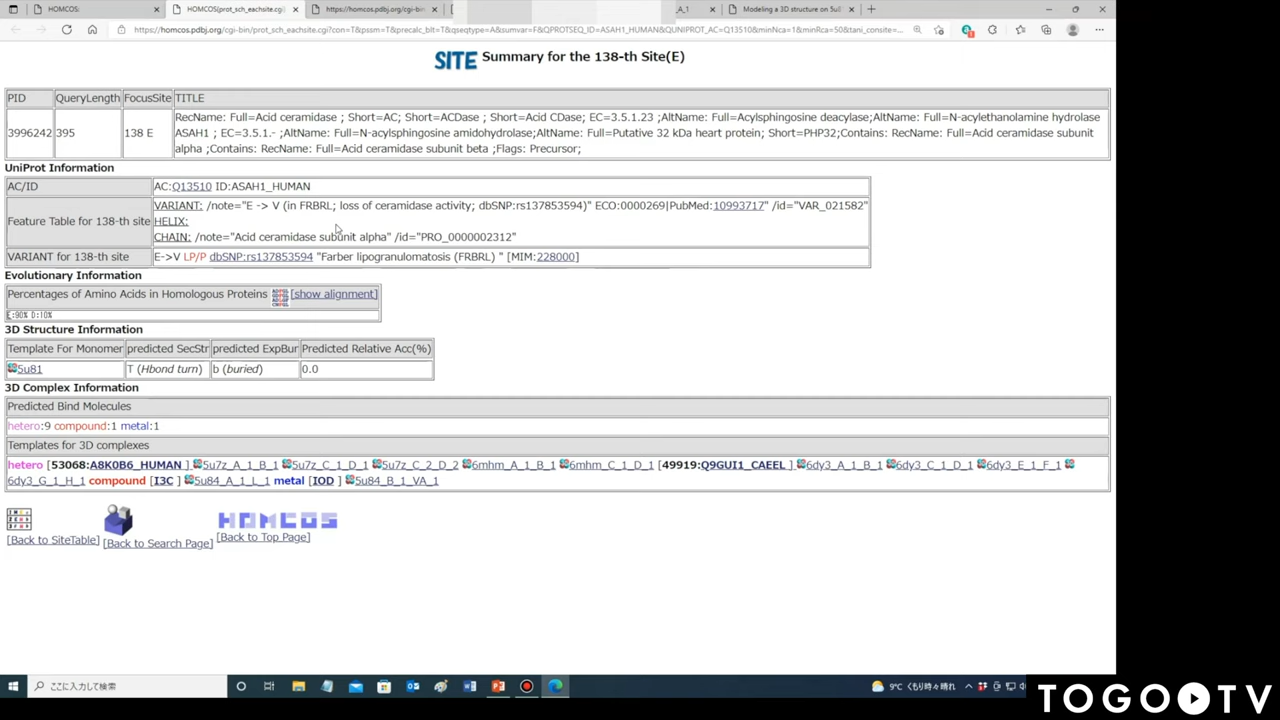 HOMCOS:
HOMCOS(prot_sch_eachsite.cgi)
https://homcos.pdbj.org/cgi-bin/
_A_1
Modeling a 3D structure on 5u8
https://homcos.pdbj.org/cgi-bin/prot_sch_eachsite.cgi?con=T&pssm=T&precalc_blt=T&qseqtype=A&sumvar=F&QPROTSEQ_ID=ASAH1_HUMAN&QUNIPROT_AC=Q13510&minNca=1&minRca=50&tani_consite=...
SITE Summary for the 138-th Site(E)
PID QueryLength FocusSite TITLE
3996242 395 138 E RecName: Full=Acid ceramidase ; Short=AC; Short=ACDase ; Short=Acid CDase; EC=3.5.1.23 ;AltName: Full=Acylsphingosine deacylase;AltName: Full=N-acylethanolamine hydrolase
ASAH1 ; EC=3.5.1.- ;AltName: Full=N-acylsphingosine amidohydrolase;AltName: Full=Putative 32 kDa heart protein; Short=PHP32;Contains: RecName: Full=Acid ceramidase subunit
alpha ;Contains: RecName: Full=Acid ceramidase subunit beta ;Flags: Precursor;
UniProt Information
AC/ID AC:Q13510 ID:ASAH1_HUMAN
Feature Table for 138-th site VARIANT: /note="E -> V (in FRBRL; loss of ceramidase activity; dbSNP:rs137853594)" ECO:0000269|PubMed:10993717" /id="VAR_021582"
HELIX:
CHAIN: /note="Acid ceramidase subunit alpha" /id="PRO_0000002312"
VARIANT for 138-th site E->V LP/P dbSNP:rs137853594 "Farber lipogranulomatosis (FRBRL) " [MIM:228000]
Evolutionary Information
Percentages of Amino Acids in Homologous Proteins [show alignment]
E:90% D:10%
3D Structure Information
Template For Monomer predicted SecStr predicted ExpBur Predicted Relative Acc(%)
5u81 T (Hbond turn) b (buried) 0.0
3D Complex Information
Predicted Bind Molecules
hetero:9 compound:1 metal:1
Templates for 3D complexes
hetero [53068:A8K0B6_HUMAN ] 5u7z_A_1_B_1 5u7z_C_1_D_1 5u7z_C_2_D_2 6mhm_A_1_B_1 6mhm_C_1_D_1 [49919:Q9GUI1_CAEEL ] 6dy3_A_1_B_1 6dy3_C_1_D_1 6dy3_E_1_F_1
6dy3_G_1_H_1 compound [I3C ] 5u84_A_1_L_1 metal [IOD ] 5u84_B_1_VA_1
HOMCOS
[Back to SiteTable] [Back to Search Page] [Back to Top Page]
ここに入力して検索
9℃ くもり時々晴れ
TOGO TV